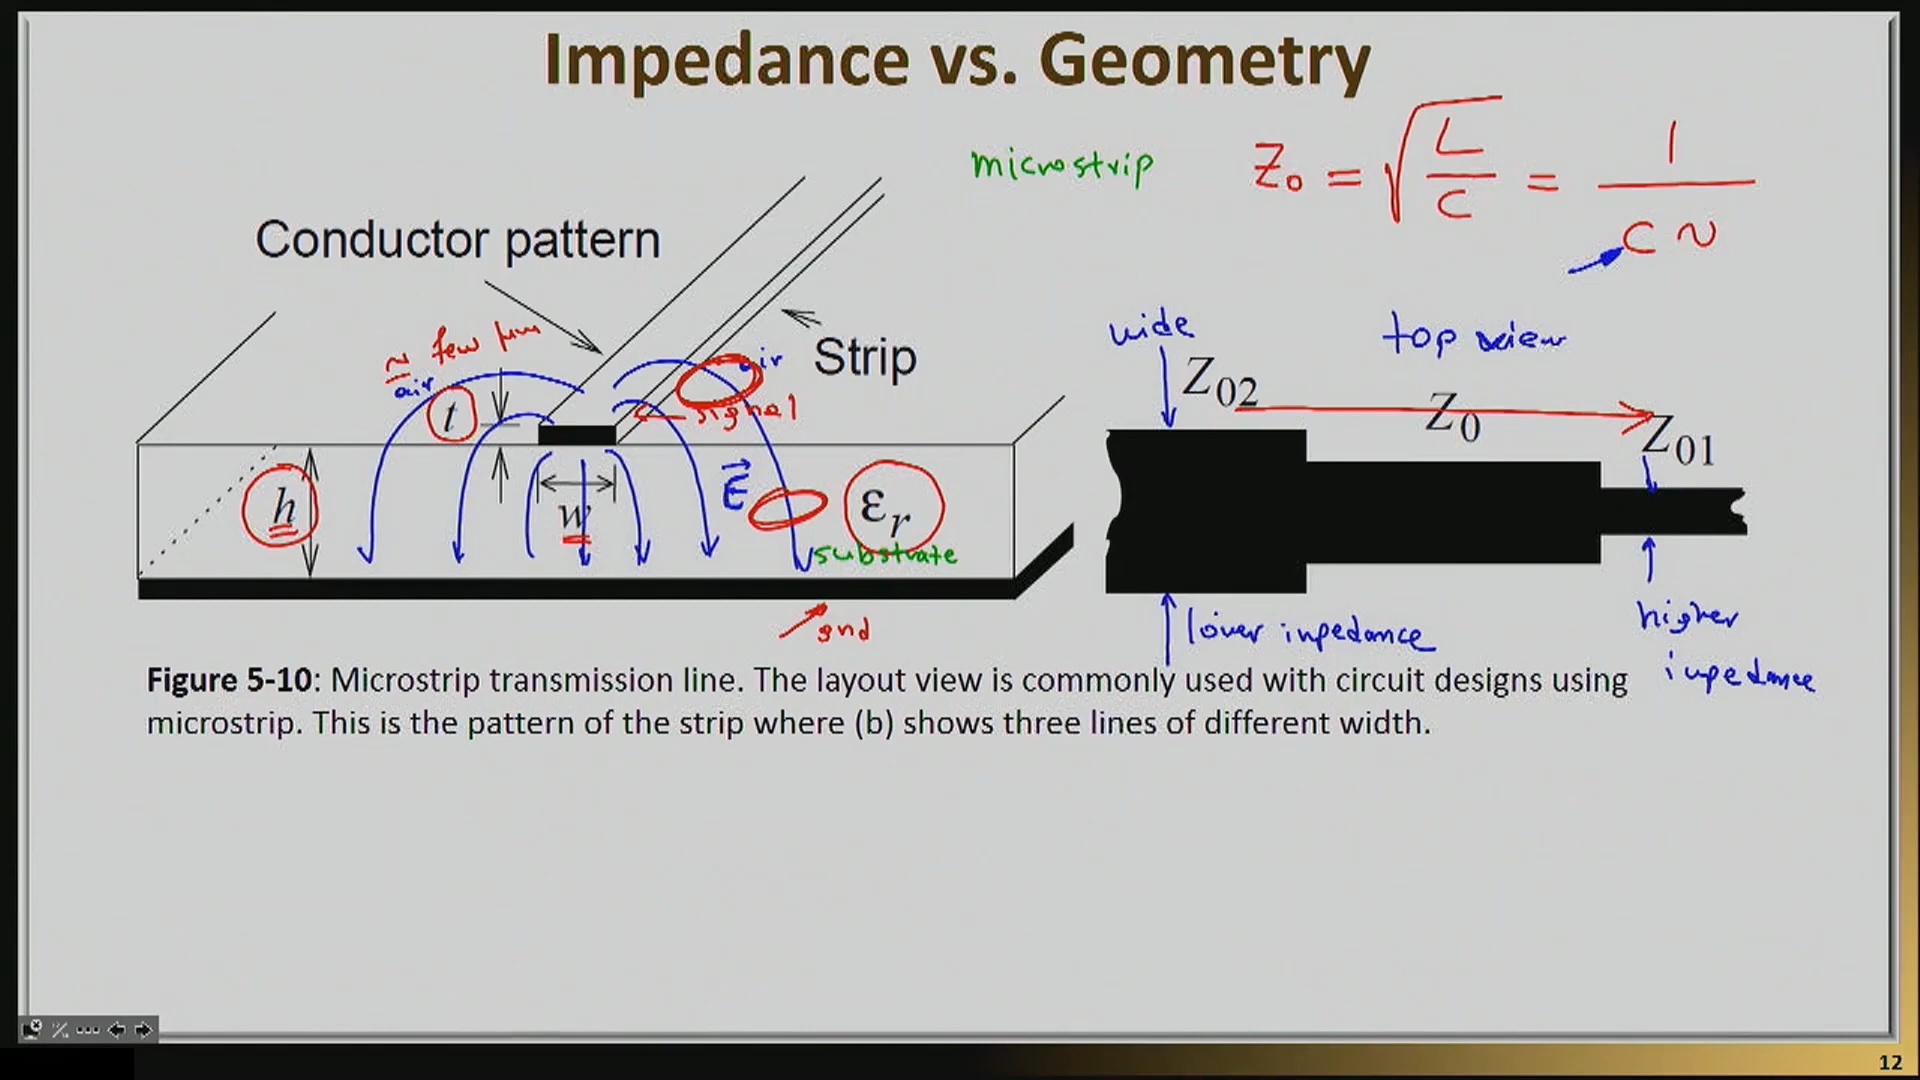 Impedance vs. Geometry
microstrip
Z₀ = √(L/C) = 1/(C ν)
Conductor pattern
Strip
~ few μm
air
air
t
signal
h
w
E⃗
εᵣ
substrate
gnd
wide
top view
Z₀₂
Z₀
Z₀₁
lower inpedance
higher
inpedance
Figure 5-10: Microstrip transmission line. The layout view is commonly used with circuit designs using
microstrip. This is the pattern of the strip where (b) shows three lines of different width.
12